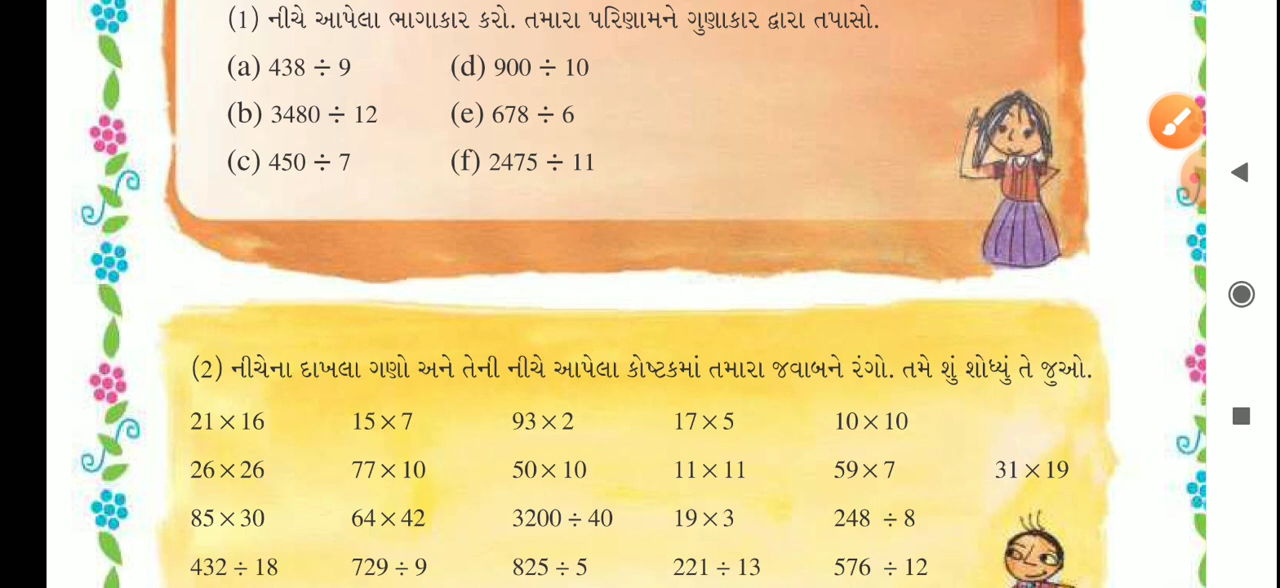 (1) નીચે આપેલા ભાગાકાર કરો. તમારા પરિણામને ગુણાકાર દ્વારા તપાસો.
(a) 438 ÷ 9 (d) 900 ÷ 10
(b) 3480 ÷ 12 (e) 678 ÷ 6
(c) 450 ÷ 7 (f) 2475 ÷ 11
(2) નીચેના દાખલા ગણો અને તેની નીચે આપેલા કોષ્ટકમાં તમારા જવાબને રંગો. તમે શું શોધ્યું તે જુઓ.
21 × 16 15 × 7 93 × 2 17 × 5 10 × 10
26 × 26 77 × 10 50 × 10 11 × 11 59 × 7 31 × 19
85 × 30 64 × 42 3200 ÷ 40 19 × 3 248 ÷ 8
432 ÷ 18 729 ÷ 9 825 ÷ 5 221 ÷ 13 576 ÷ 12